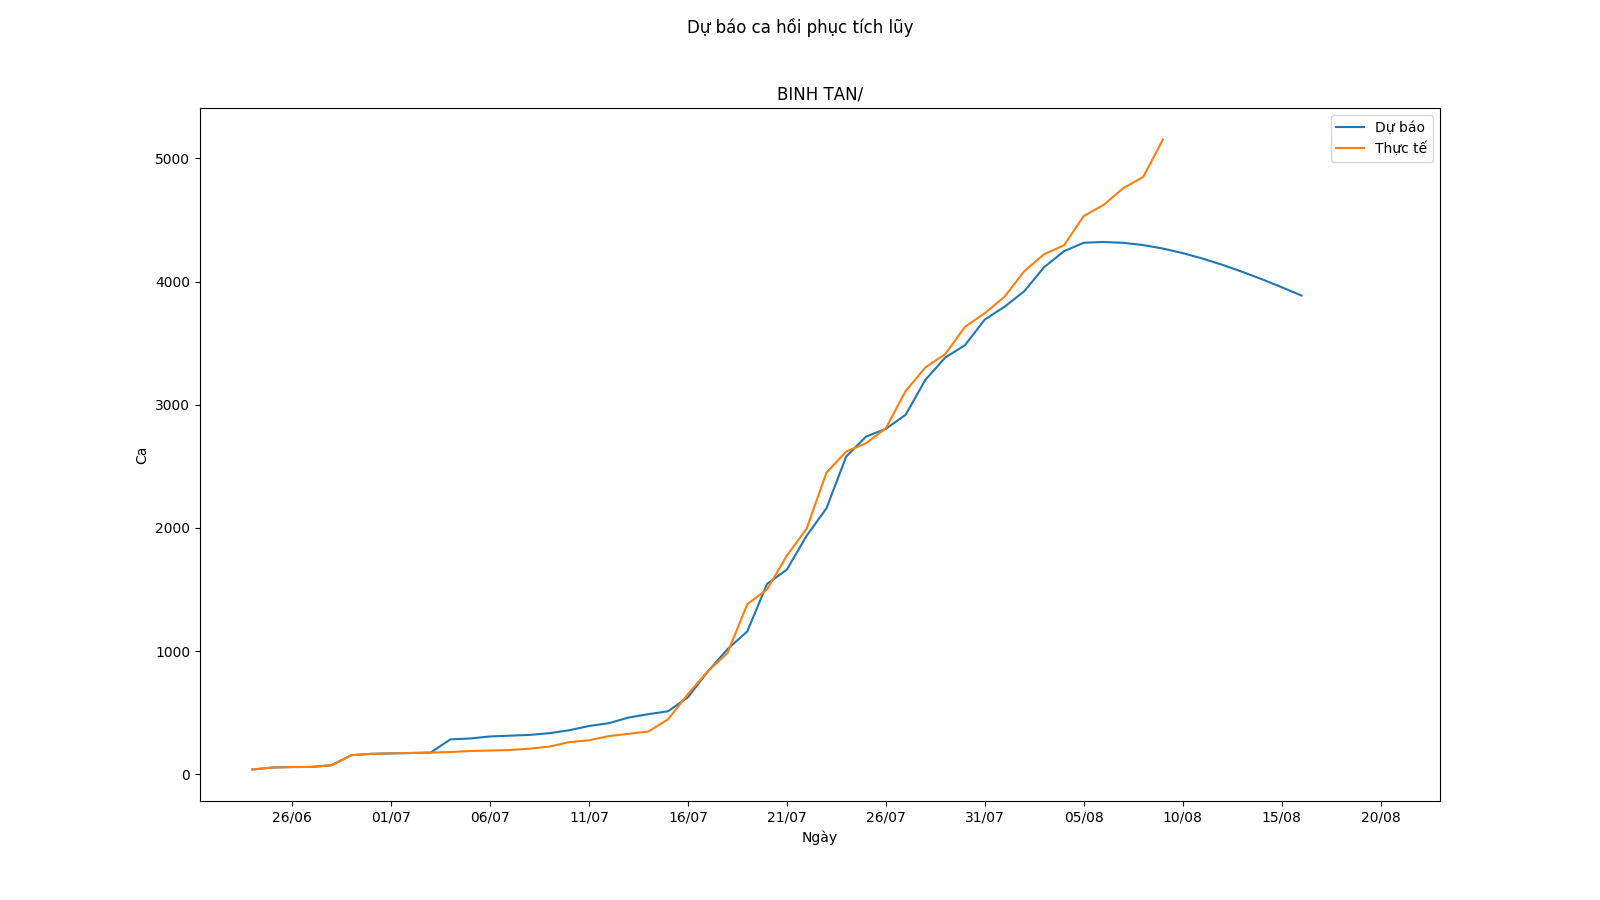 Dự báo ca hồi phục tích lũy
BINH TAN/
Dự báo
Thực tế
5000
4000
3000
2000
1000
0
Ca
26/06 01/07 06/07 11/07 16/07 21/07 26/07 31/07 05/08 10/08 15/08 20/08
Ngày